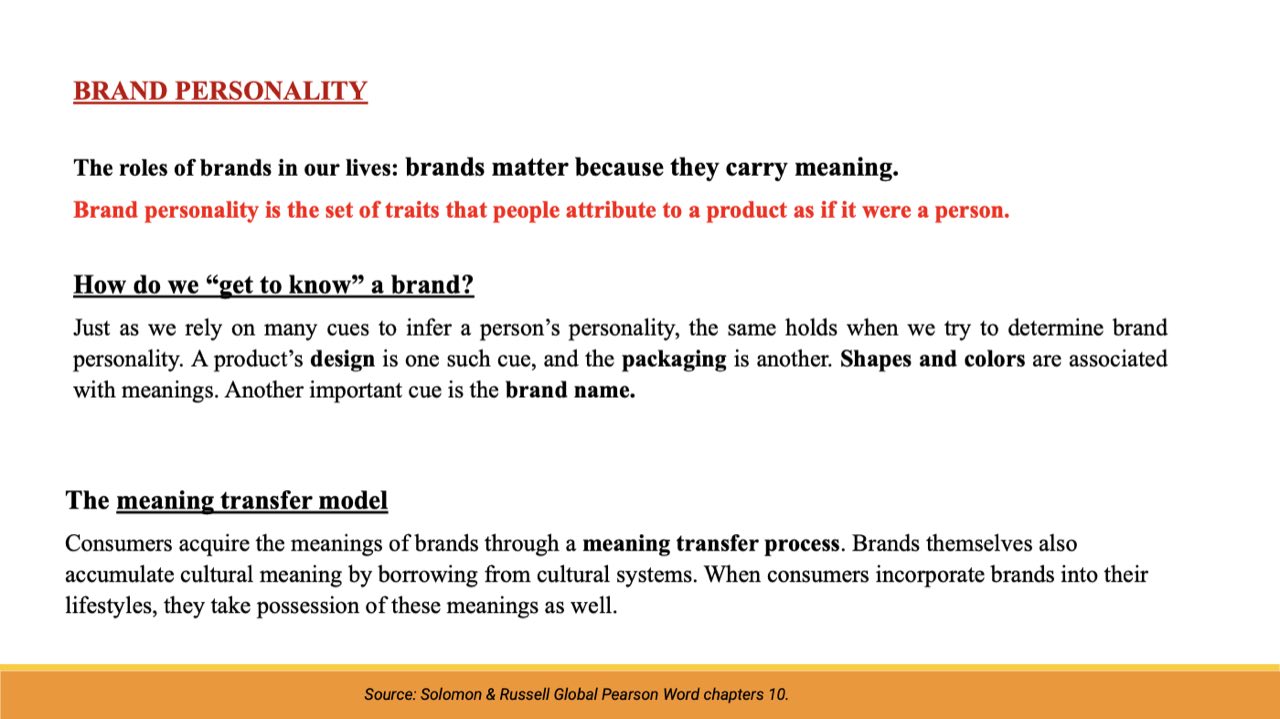 BRAND PERSONALITY
The roles of brands in our lives: brands matter because they carry meaning.
Brand personality is the set of traits that people attribute to a product as if it were a person.
How do we “get to know” a brand?
Just as we rely on many cues to infer a person’s personality, the same holds when we try to determine brand
personality. A product’s design is one such cue, and the packaging is another. Shapes and colors are associated
with meanings. Another important cue is the brand name.
The meaning transfer model
Consumers acquire the meanings of brands through a meaning transfer process. Brands themselves also
accumulate cultural meaning by borrowing from cultural systems. When consumers incorporate brands into their
lifestyles, they take possession of these meanings as well.
Source: Solomon & Russell Global Pearson Word chapters 10.